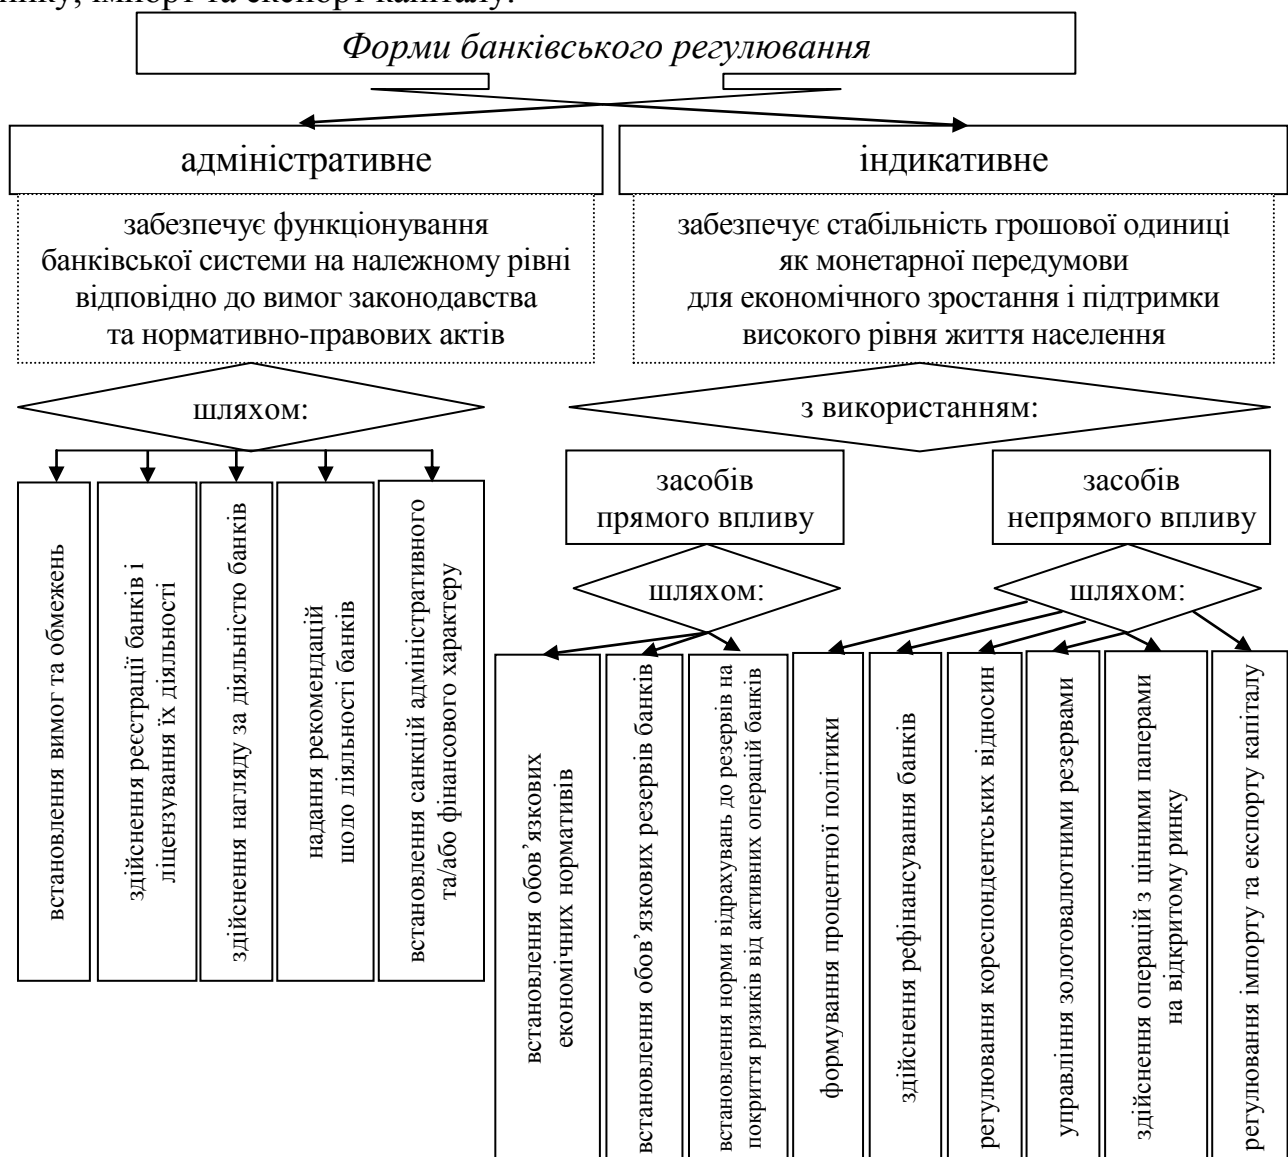 нику, імпорт та експорт капіталу.
Форми банківського регулювання
адміністративне
індикативне
забезпечує функціонування
банківської системи на належному рівні
відповідно до вимог законодавства
та нормативно-правових актів
забезпечує стабільність грошової одиниці
як монетарної передумови
для економічного зростання і підтримки
високого рівня життя населення
шляхом:
з використанням:
встановлення вимог та обмежень
здійснення реєстрації банків і
ліцензування їх діяльності
здійснення нагляду за діяльністю банків
надання рекомендацій
щодо діяльності банків
встановлення санкцій адміністративного
та/або фінансового характеру
засобів
прямого впливу
засобів
непрямого впливу
шляхом:
шляхом:
встановлення обов’язкових
економічних нормативів
встановлення обов’язкових резервів банків
встановлення норми відрахувань до резервів на
покриття ризиків від активних операцій банків
формування процентної політики
здійснення рефінансування банків
регулювання кореспондентських відносин
управління золотовалютними резервами
здійснення операцій з цінними паперами
на відкритому ринку
регулювання імпорту та експорту капіталу